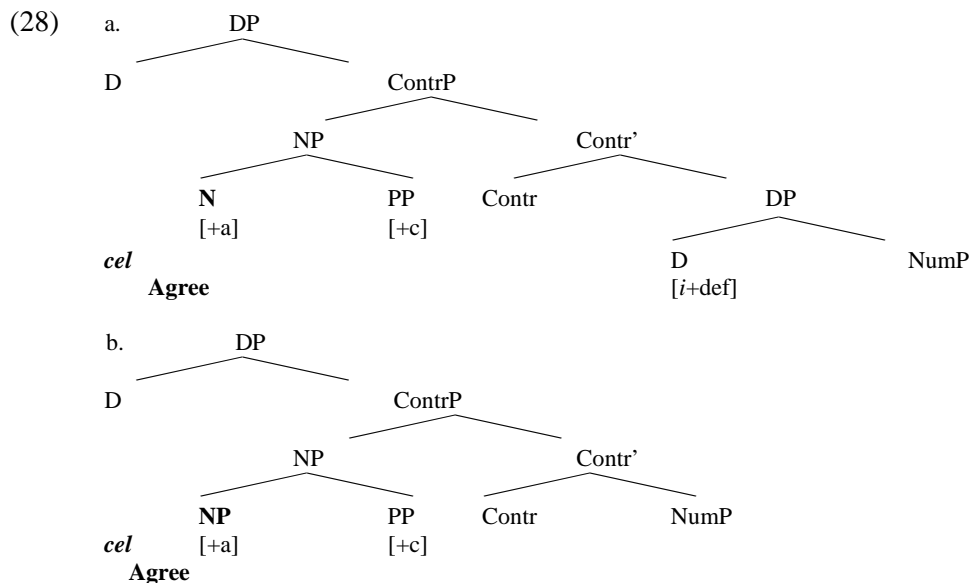 (28) a. DP
D ContrP
NP Contr’
N PP Contr DP
[+a] [+c]
cel D NumP
Agree [i+def]
b. DP
D ContrP
NP Contr’
NP PP Contr NumP
cel [+a] [+c]
Agree